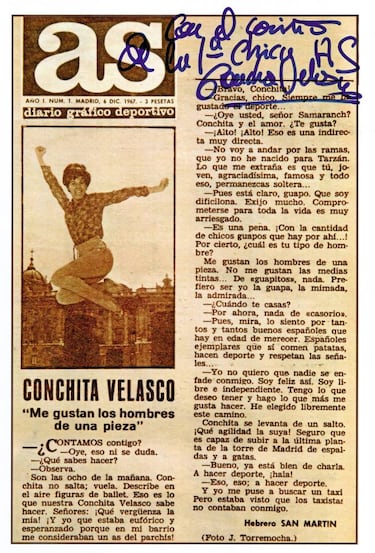 as
Con el cariño
de la 1ª chica AS
Concha Velasco
AÑO I. NUM. 1. MADRID, 6 DIC. 1967. - 3 PESETAS
diario gráfico deportivo
CONCHITA VELASCO
"Me gustan los hombres
de una pieza"
—¿CONTAMOS contigo?
—Oye, eso ni se duda.
—¿Qué sabes hacer?
—Observa.
Son las ocho de la mañana. Con-
chita no salta; vuela. Describe en
el aire figuras de ballet. Eso es lo
que nuestra Conchita Velasco sabe
hacer. Señores: ¡Qué vergüenza la
mía! ¡Y yo que estaba eufórico y
esperanzado porque en mi barrio
me consideraban un as del parchís!
¡Bravo, Conchita!
—Gracias, chico. Siempre me ha
gustado el deporte...
—¿Oye usted, señor Samaranch?
Conchita y el amor. ¿Te gusta?
—¡Alto! ¡Alto! Eso es una indirec-
ta muy directa.
—No voy a andar por las ramas,
que yo no he nacido para Tarzán.
Lo que me extraña es que tú, jo-
ven, agraciadísima, famosa y todo
eso, permanezcas soltera...
—Pues está claro, guapo. Que soy
dificilona. Exijo mucho. Comprome-
terse para toda la vida es muy
arriesgado.
—Es una pena. ¡Con la cantidad
de chicos guapos que hay por ahí...!
Por cierto, ¿cuál es tu tipo de hom-
bre?
Me gustan los hombres de una
pieza. No me gustan las medias
tintas... De «guapitos», nada. Pre-
fiero ser yo la guapa, la mimada,
la admirada...
—¿Cuándo te casas?
—Por ahora, nada de «casorio».
—Pues, mira, lo siento por tan-
tos y tantos buenos españoles que
hay en edad de merecer. Españoles
ejemplares que sí comen patatas,
hacen deporte y respetan las seña-
les...
—Yo no quiero que nadie se en-
fade conmigo. Soy feliz así. Soy li-
bre e independiente. Tengo lo que
deseo tener y hago lo que más me
gusta hacer. He elegido libremente
este camino.
Conchita se levanta de un salto.
¡Qué agilidad la suya! Seguro que
es capaz de subir a la última plan-
ta de la torre de Madrid de espal-
das y a gatas.
—Bueno, ya está bien de charla.
A hacer deporte, ¡hala!
—Eso, eso; a hacer deporte.
Y yo me puse a buscar un taxi
Pero estaba visto que los taxistas
no contaban conmigo.
Hebrero SAN MARTIN
(Foto J. Torremocha.)